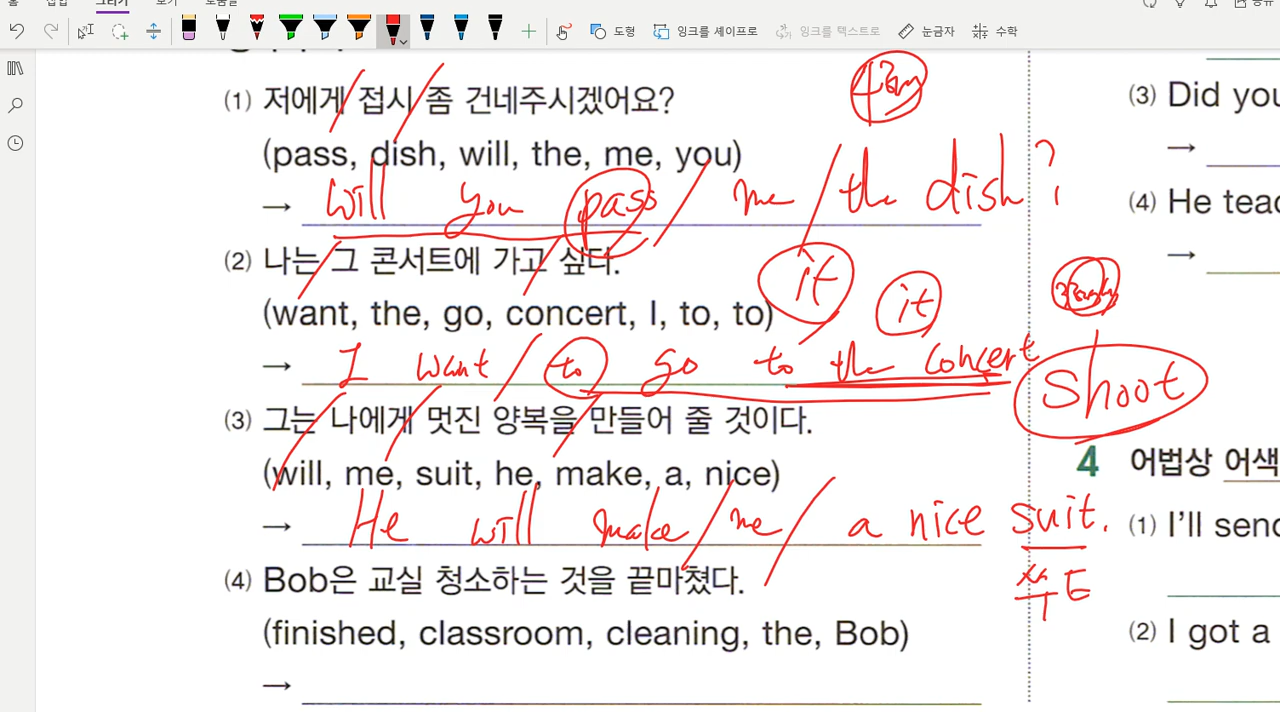 홈 삽입 그리기 보기 도움말
도형 잉크를 셰이프로 잉크를 텍스트로 눈금자 수학
(1) 저에게 접시 좀 건네주시겠어요?
(pass, dish, will, the, me, you)
→ will you pass me the dish?
(2) 나는 그 콘서트에 가고 싶다.
(want, the, go, concert, I, to, to)
it it
→ I want to go to the concert
shoot
(3) 그는 나에게 멋진 양복을 만들어 줄 것이다.
(will, me, suit, he, make, a, nice)
→ He will make me a nice suit.
(4) Bob은 교실 청소하는 것을 끝마쳤다.
(finished, classroom, cleaning, the, Bob)
→
(3) Did you
→
(4) He teac
→
4 어법상 어색
(1) I'll send
(2) I got a